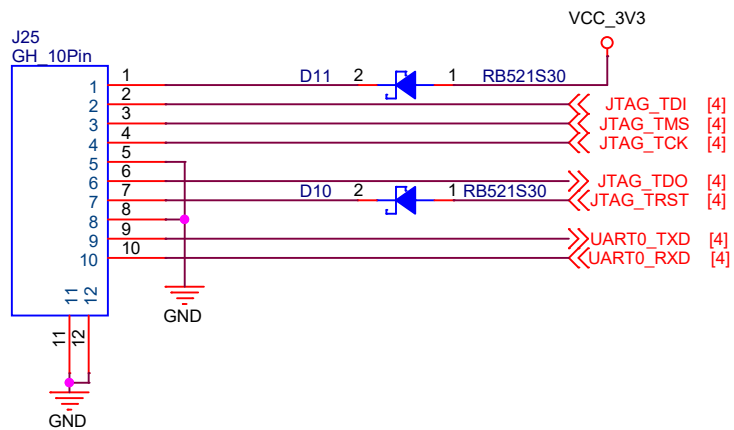 VCC_3V3
J25
GH_10Pin
1 1 D11 2 1 RB521S30
2 2 JTAG_TDI [4]
3 3 JTAG_TMS [4]
4 4 JTAG_TCK [4]
5 5
6 6 JTAG_TDO [4]
7 7 D10 2 1 RB521S30 JTAG_TRST [4]
8 8
9 9 UART0_TXD [4]
10 10 UART0_RXD [4]
11 12
GND
11 12
GND